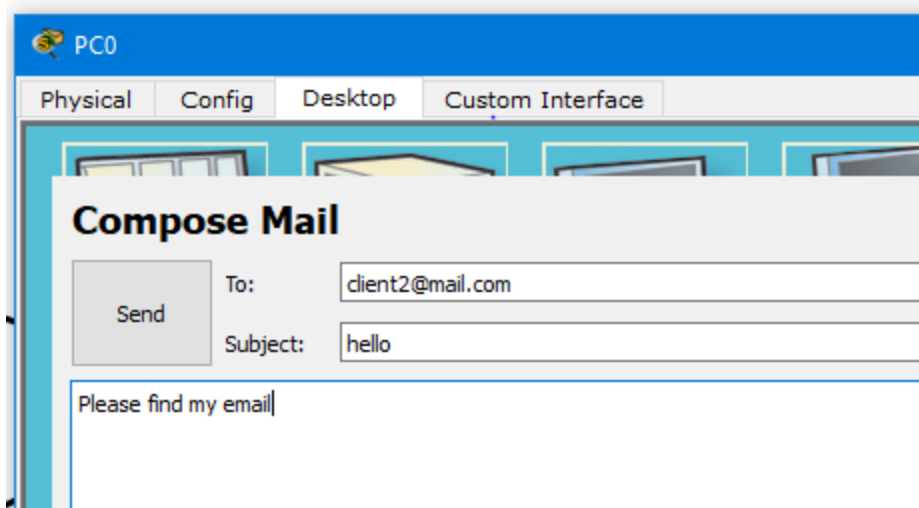 PC0
Physical Config Desktop Custom Interface
Compose Mail
Send
To: client2@mail.com
Subject: hello
Please find my email